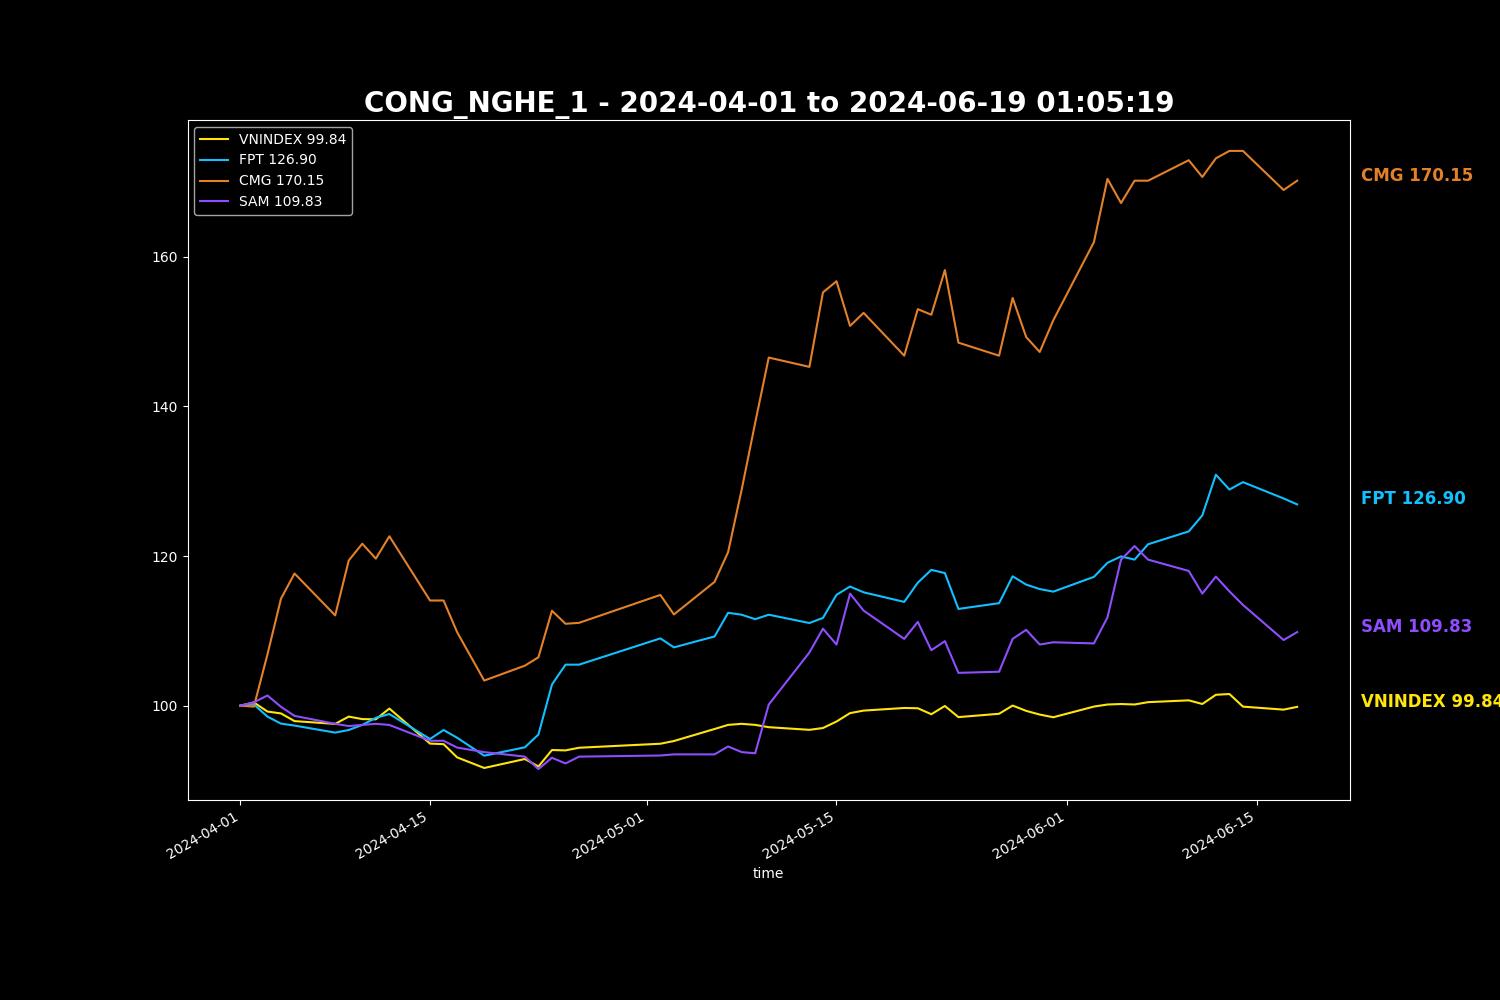 CONG_NGHE_1 - 2024-04-01 to 2024-06-19 01:05:19
VNINDEX 99.84
FPT 126.90
CMG 170.15
SAM 109.83
CMG 170.15
FPT 126.90
SAM 109.83
VNINDEX 99.84
160
140
120
100
2024-04-01
2024-04-15
2024-05-01
2024-05-15
2024-06-01
2024-06-15
time